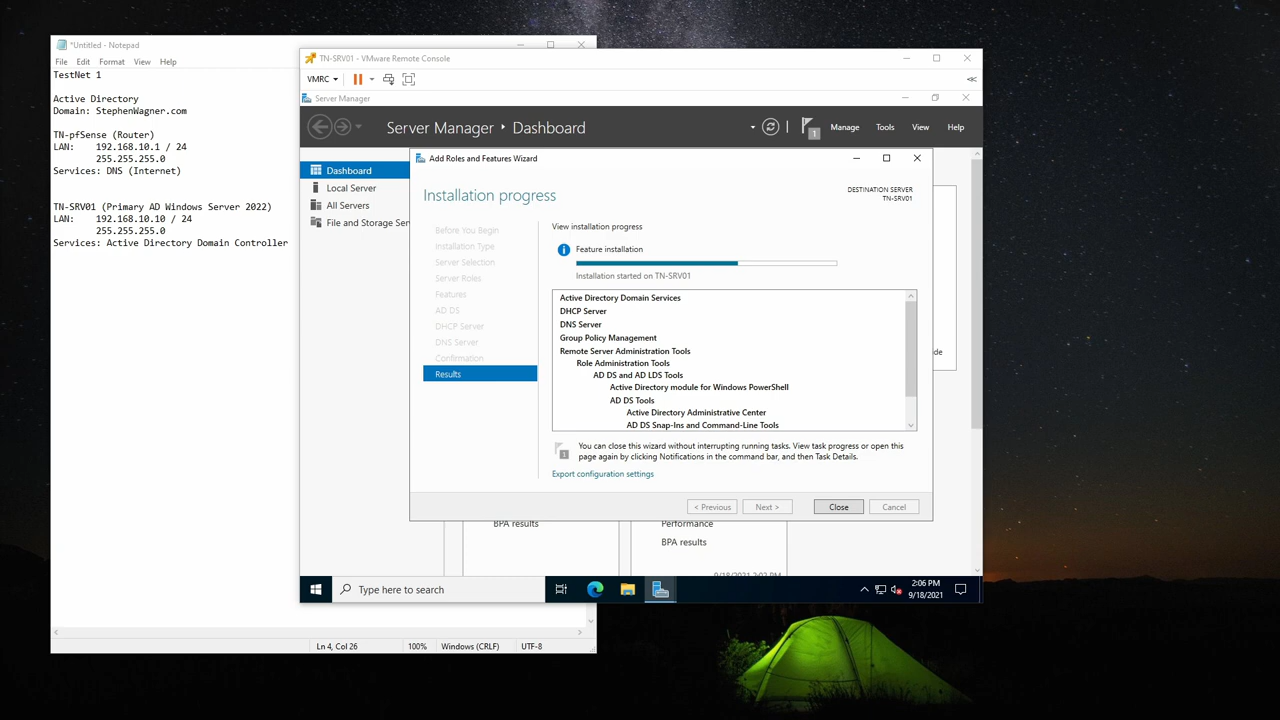 *Untitled - Notepad
File Edit Format View Help
TestNet 1
Active Directory
Domain: StephenWagner.com
TN-pfSense (Router)
LAN: 192.168.10.1 / 24
255.255.255.0
Services: DNS (Internet)
TN-SRV01 (Primary AD Windows Server 2022)
LAN: 192.168.10.10 / 24
255.255.255.0
Services: Active Directory Domain Controller
Ln 4, Col 26 100% Windows (CRLF) UTF-8
TN-SRV01 - VMware Remote Console
VMRC
Server Manager
Server Manager Dashboard
1 Manage Tools View Help
Dashboard
Local Server
All Servers
File and Storage Ser
Add Roles and Features Wizard
Installation progress
DESTINATION SERVER
TN-SRV01
Before You Begin
Installation Type
Server Selection
Server Roles
Features
AD DS
DHCP Server
DNS Server
Confirmation
Results
View installation progress
Feature installation
Installation started on TN-SRV01
Active Directory Domain Services
DHCP Server
DNS Server
Group Policy Management
Remote Server Administration Tools
Role Administration Tools
AD DS and AD LDS Tools
Active Directory module for Windows PowerShell
AD DS Tools
Active Directory Administrative Center
AD DS Snap-Ins and Command-Line Tools
1
You can close this wizard without interrupting running tasks. View task progress or open this
page again by clicking Notifications in the command bar, and then Task Details.
Export configuration settings
< Previous Next > Close Cancel
de
BPA results
Performance
BPA results
9/18/2021 2:02 PM
Type here to search
2:06 PM
9/18/2021